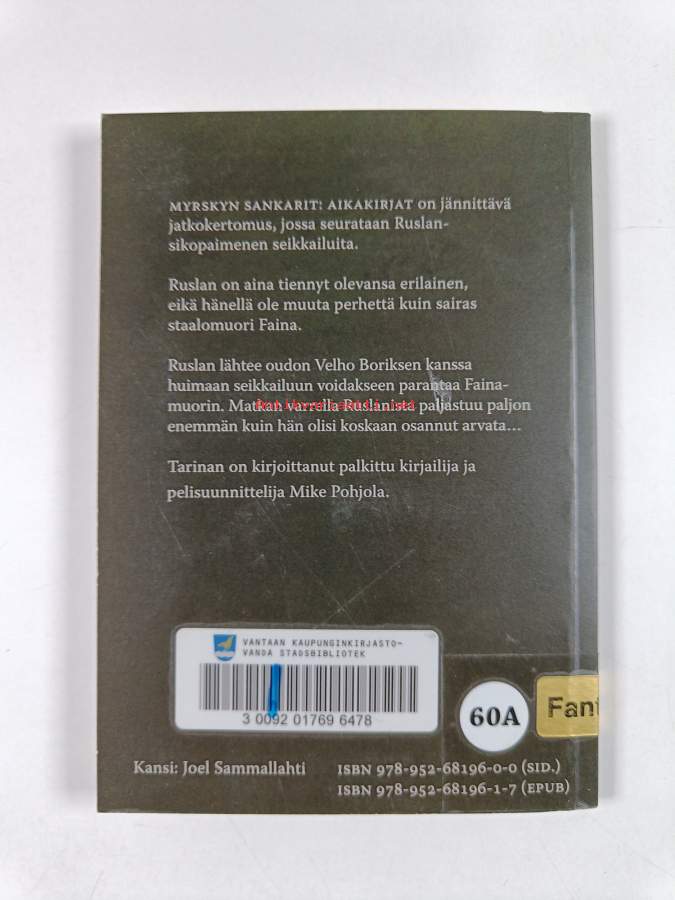 MYRSKYN SANKARIT: AIKAKIRJAT on jännittävä
jatkokertomus, jossa seurataan Ruslan-
sikopaimenen seikkailuita.
Ruslan on aina tiennyt olevansa erilainen,
eikä hänellä ole muuta perhettä kuin sairas
staalomuori Faina.
Ruslan lähtee oudon Velho Boriksen kanssa
huimaan seikkailuun voidakseen parantaa Faina-
muorin. Matkan varrella Ruslanista paljastuu paljon
enemmän kuin hän olisi koskaan osannut arvata…
Tarinan on kirjoittanut palkittu kirjailija ja
pelisuunnittelija Mike Pohjola.
VANTAAN KAUPUNGINKIRJASTO-
VANDA STADSBIBLIOTEK
3 0092 01769 6478
60A
Fant
Kansi: Joel Sammallahti
ISBN 978-952-68196-0-0 (SID.)
ISBN 978-952-68196-1-7 (EPUB)